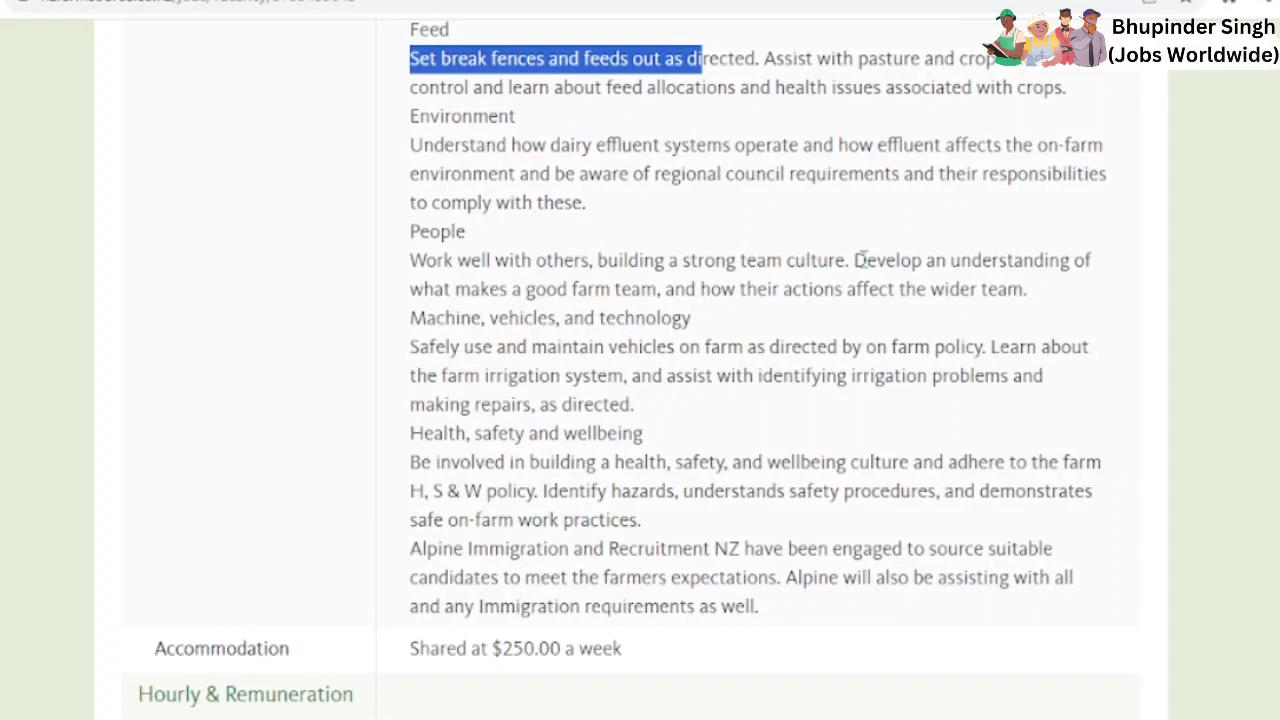 Bhupinder Singh
(Jobs Worldwide)
Feed
Set break fences and feeds out as directed. Assist with pasture and crop
control and learn about feed allocations and health issues associated with crops.
Environment
Understand how dairy effluent systems operate and how effluent affects the on-farm
environment and be aware of regional council requirements and their responsibilities
to comply with these.
People
Work well with others, building a strong team culture. Develop an understanding of
what makes a good farm team, and how their actions affect the wider team.
Machine, vehicles, and technology
Safely use and maintain vehicles on farm as directed by on farm policy. Learn about
the farm irrigation system, and assist with identifying irrigation problems and
making repairs, as directed.
Health, safety and wellbeing
Be involved in building a health, safety, and wellbeing culture and adhere to the farm
H, S & W policy. Identify hazards, understands safety procedures, and demonstrates
safe on-farm work practices.
Alpine Immigration and Recruitment NZ have been engaged to source suitable
candidates to meet the farmers expectations. Alpine will also be assisting with all
and any Immigration requirements as well.
Accommodation
Shared at $250.00 a week
Hourly & Remuneration